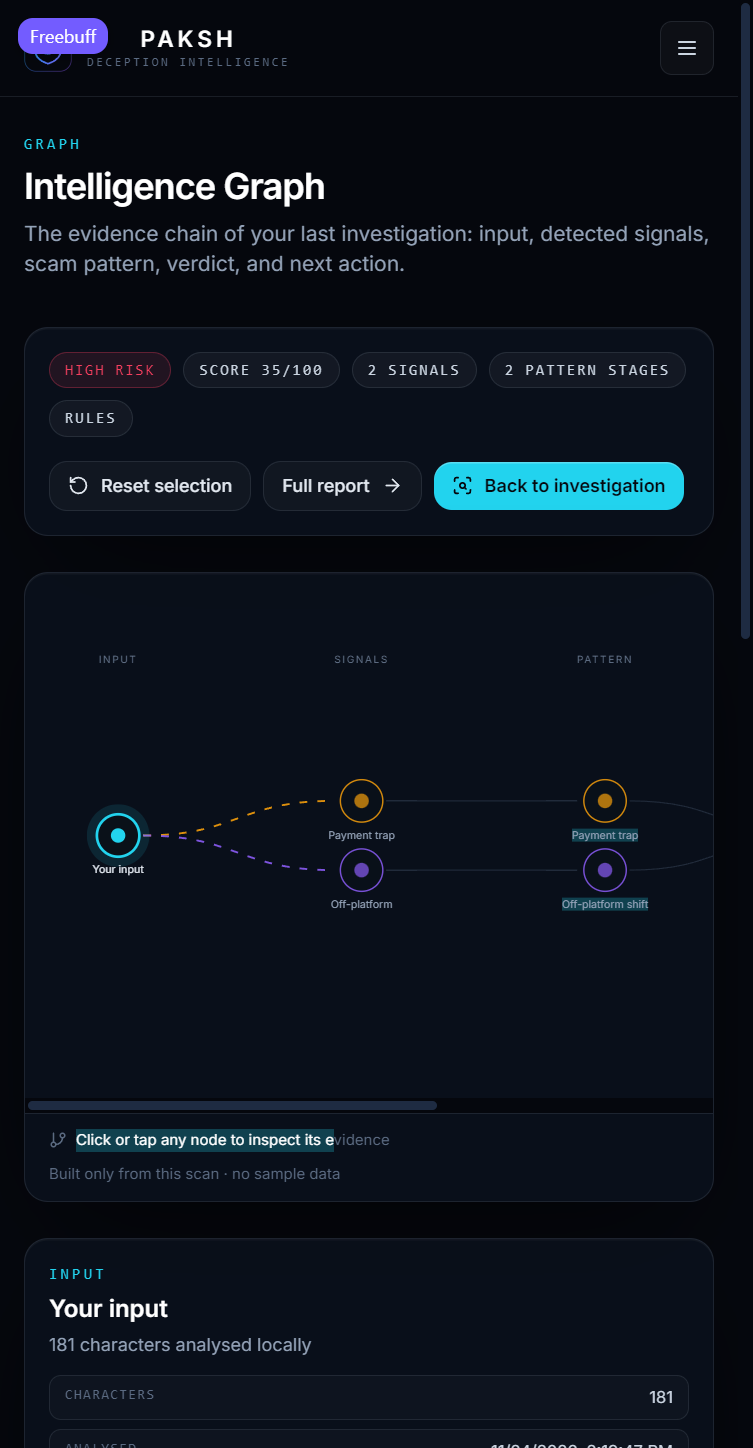 Freebuff
PAKSH
DECEPTION INTELLIGENCE
GRAPH
Intelligence Graph
The evidence chain of your last investigation: input, detected signals,
scam pattern, verdict, and next action.
HIGH RISK
SCORE 35/100
2 SIGNALS
2 PATTERN STAGES
RULES
Reset selection
Full report
Back to investigation
INPUT
SIGNALS
PATTERN
Payment trap
Payment trap
Your input
Off-platform
Off-platform shift
Click or tap any node to inspect its evidence
Built only from this scan · no sample data
INPUT
Your input
181 characters analysed locally
CHARACTERS
181
ANALYSED